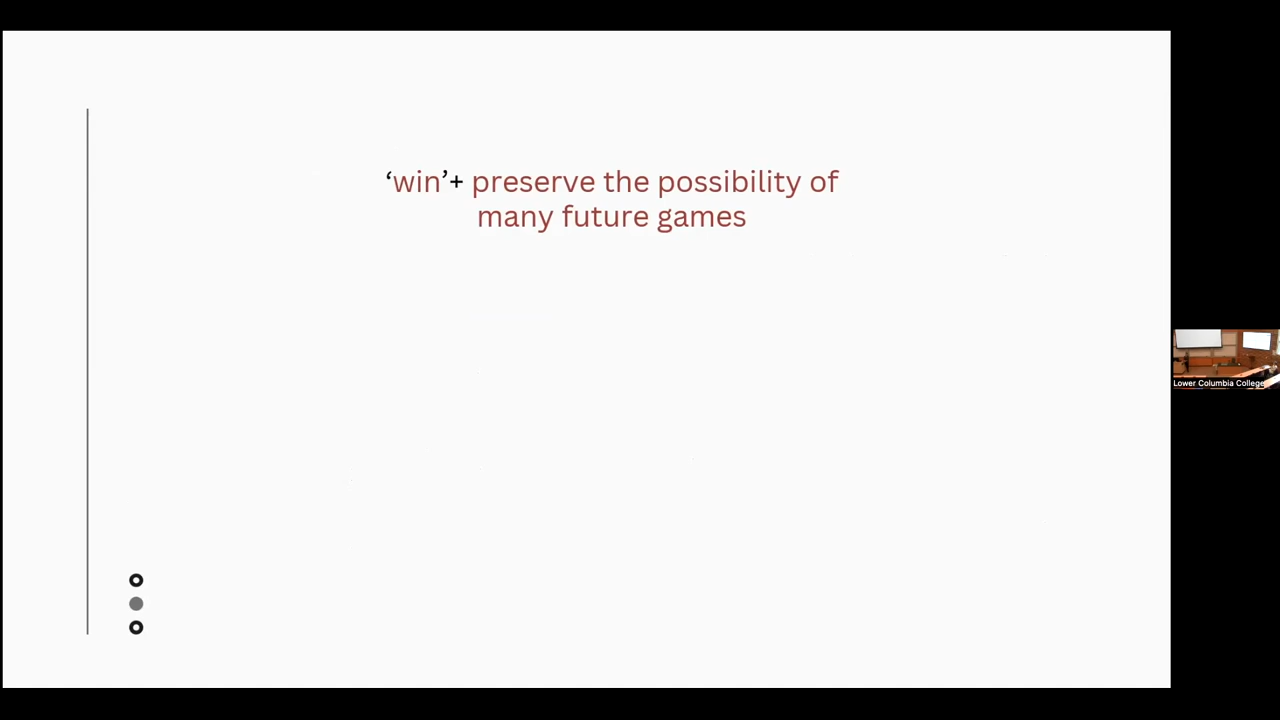 ‘win’+ preserve the possibility of
many future games
Lower Columbia College